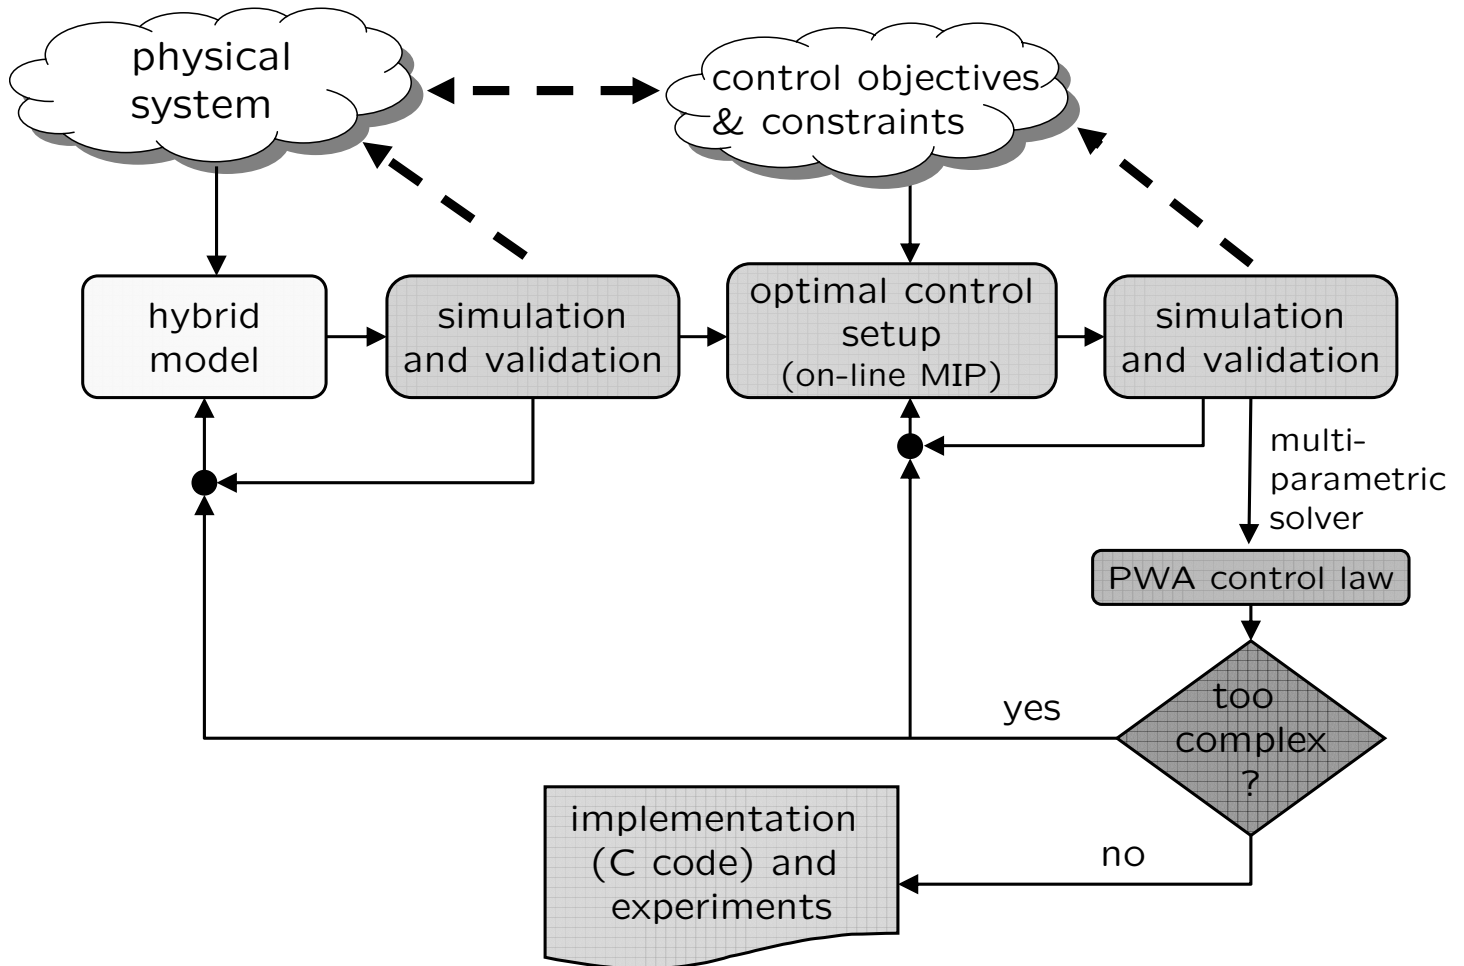 physical
system
control objectives
& constraints
hybrid
model
simulation
and validation
optimal control
setup
(on-line MIP)
simulation
and validation
multi-
parametric
solver
PWA control law
too
complex
?
yes
no
implementation
(C code) and
experiments